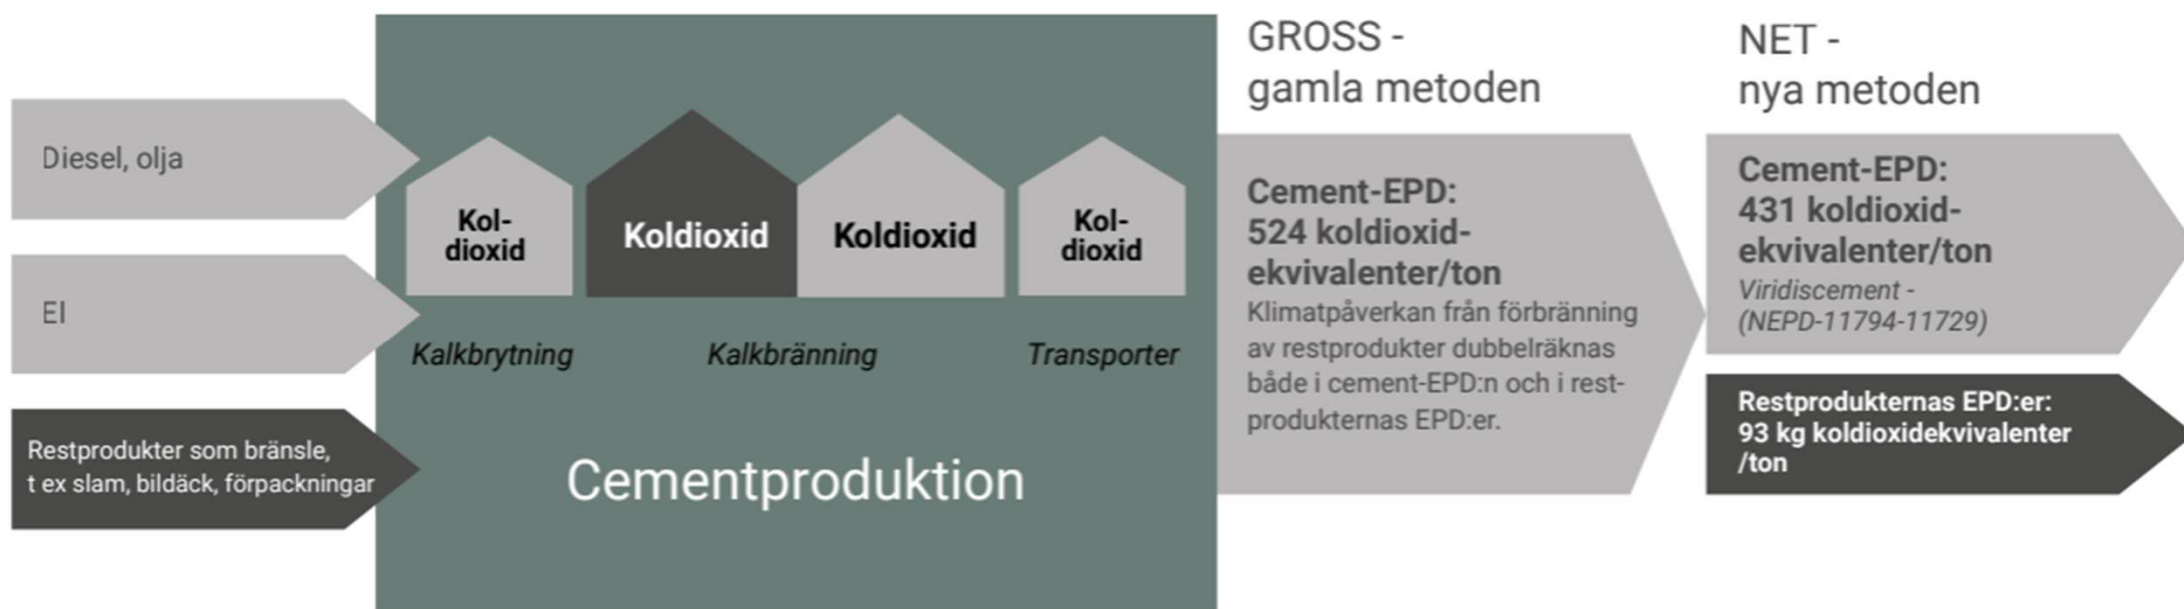 Diesel, olja
El
Restprodukter som bränsle,
t ex slam, bildäck, förpackningar
Kol-
dioxid
Koldioxid
Koldioxid
Kol-
dioxid
Kalkbrytning
Kalkbränning
Transporter
Cementproduktion
GROSS -
gamla metoden
Cement-EPD:
524 koldioxid-
ekvivalenter/ton
Klimatpåverkan från förbränning
av restprodukter dubbelräknas
både i cement-EPD:n och i rest-
produkternas EPD:er.
NET -
nya metoden
Cement-EPD:
431 koldioxid-
ekvivalenter/ton
Viridiscement -
(NEPD-11794-11729)
Restprodukternas EPD:er:
93 kg koldioxidekvivalenter
/ton